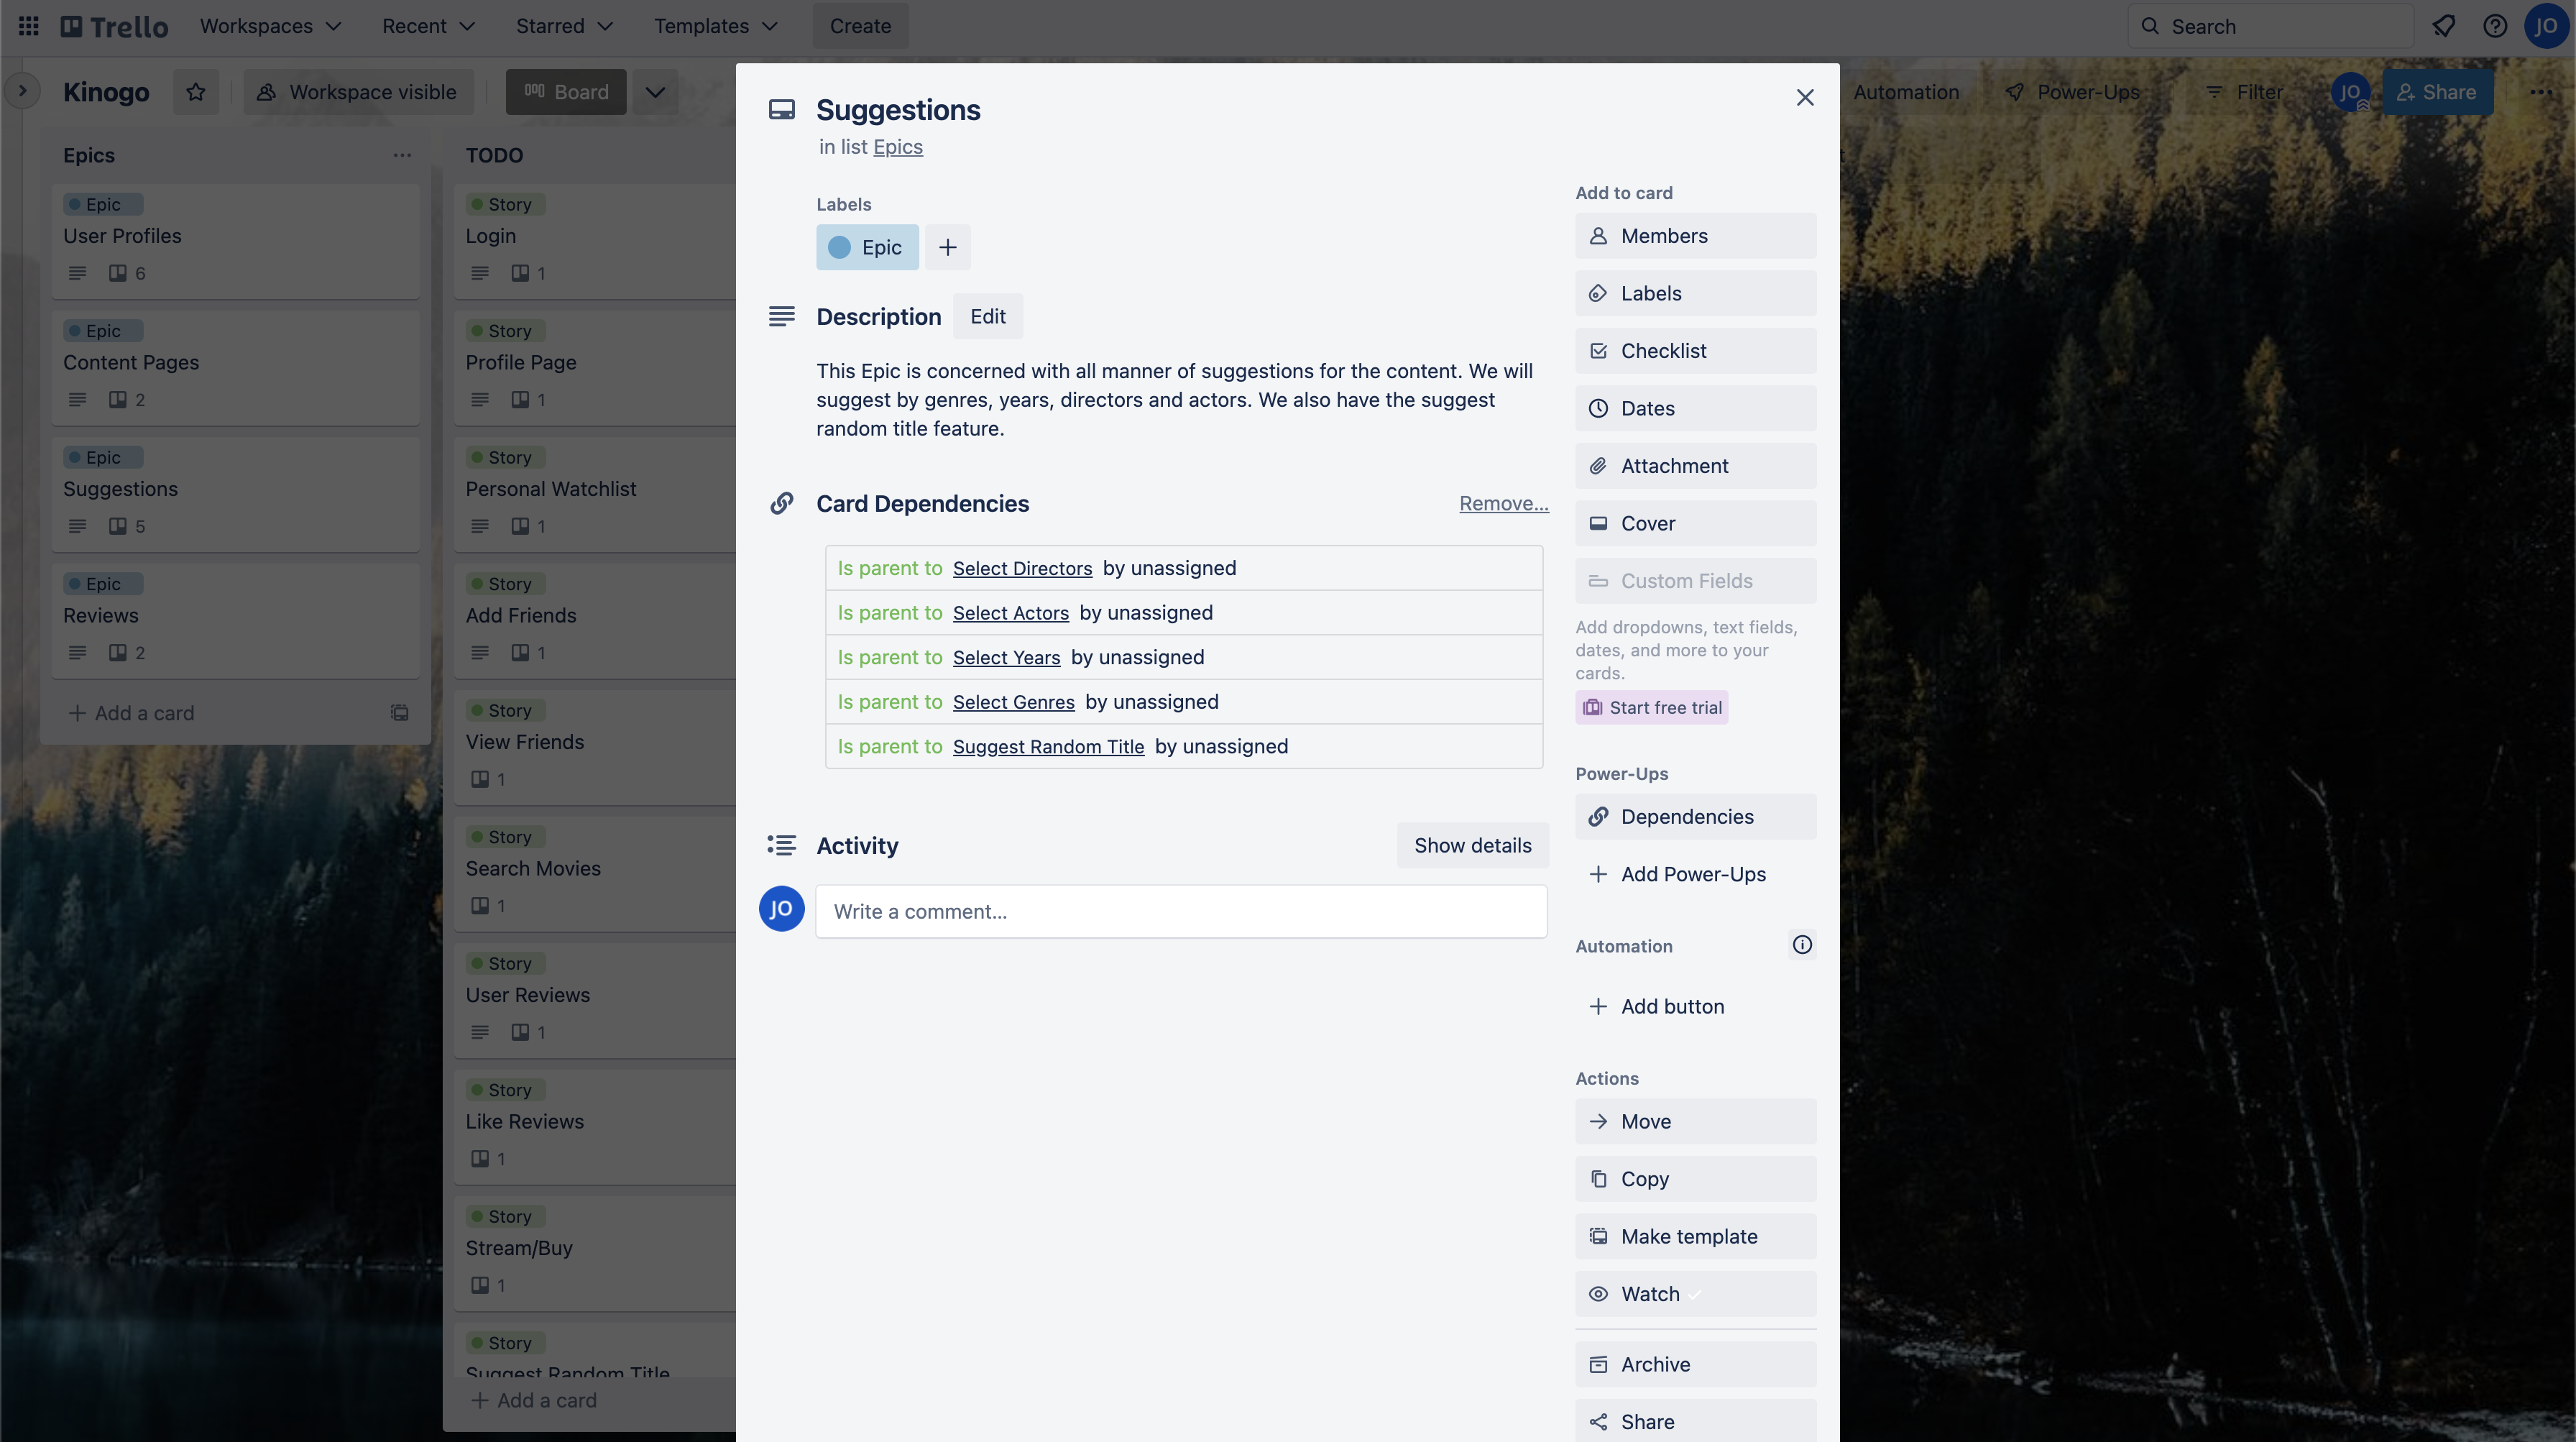 Trello
Workspaces
Recent
Starred
Templates
Create
Search
JO
Kinogo
Workspace visible
Board
Automation
Power-Ups
Filter
JO
Share
Epics
Epic
User Profiles
6
Epic
Content Pages
2
Epic
Suggestions
5
Epic
Reviews
2
Add a card
TODO
Story
Login
1
Story
Profile Page
1
Story
Personal Watchlist
1
Story
Add Friends
1
Story
View Friends
1
Story
Search Movies
1
Story
User Reviews
1
Story
Like Reviews
1
Story
Stream/Buy
1
Story
Suggest Random Title
Add a card
Suggestions
in list Epics
Labels
Epic
Description
Edit
This Epic is concerned with all manner of suggestions for the content. We will
suggest by genres, years, directors and actors. We also have the suggest
random title feature.
Card Dependencies
Remove...
Is parent to Select Directors by unassigned
Is parent to Select Actors by unassigned
Is parent to Select Years by unassigned
Is parent to Select Genres by unassigned
Is parent to Suggest Random Title by unassigned
Activity
Show details
JO
Write a comment...
Add to card
Members
Labels
Checklist
Dates
Attachment
Cover
Custom Fields
Add dropdowns, text fields,
dates, and more to your
cards.
Start free trial
Power-Ups
Dependencies
Add Power-Ups
Automation
Add button
Actions
Move
Copy
Make template
Watch
Archive
Share